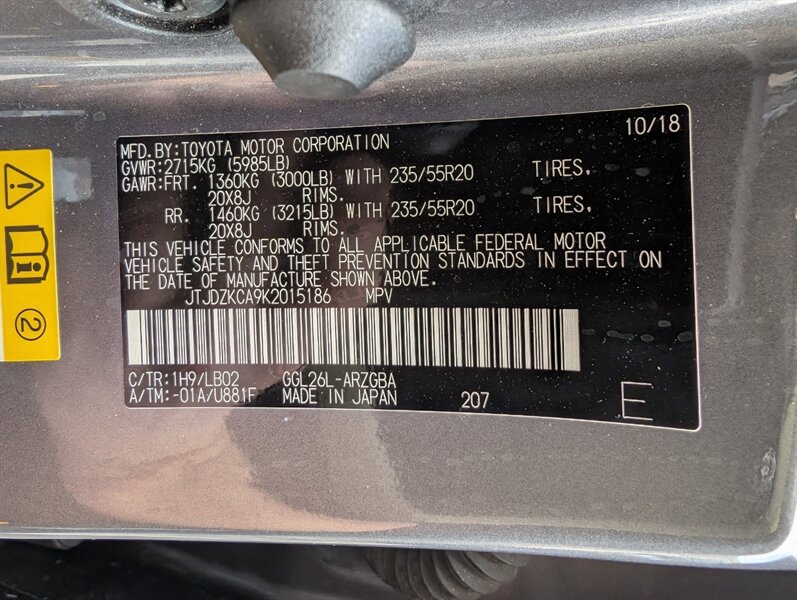 10/18
MFD. BY:TOYOTA MOTOR CORPORATION
GVWR:2715KG (5985LB)
GAWR:FRT. 1360KG (3000LB) WITH 235/55R20 TIRES,
20X8J RIMS.
RR. 1460KG (3215LB) WITH 235/55R20 TIRES,
20X8J RIMS.
THIS VEHICLE CONFORMS TO ALL APPLICABLE FEDERAL MOTOR
VEHICLE SAFETY AND THEFT PREVENTION STANDARDS IN EFFECT ON
THE DATE OF MANUFACTURE SHOWN ABOVE.
JTJDZKCA9K2015186 MPV
C/TR:1H9/LB02 GGL26L-ARZGBA
A/TM:-01A/U881F MADE IN JAPAN 207 E
2